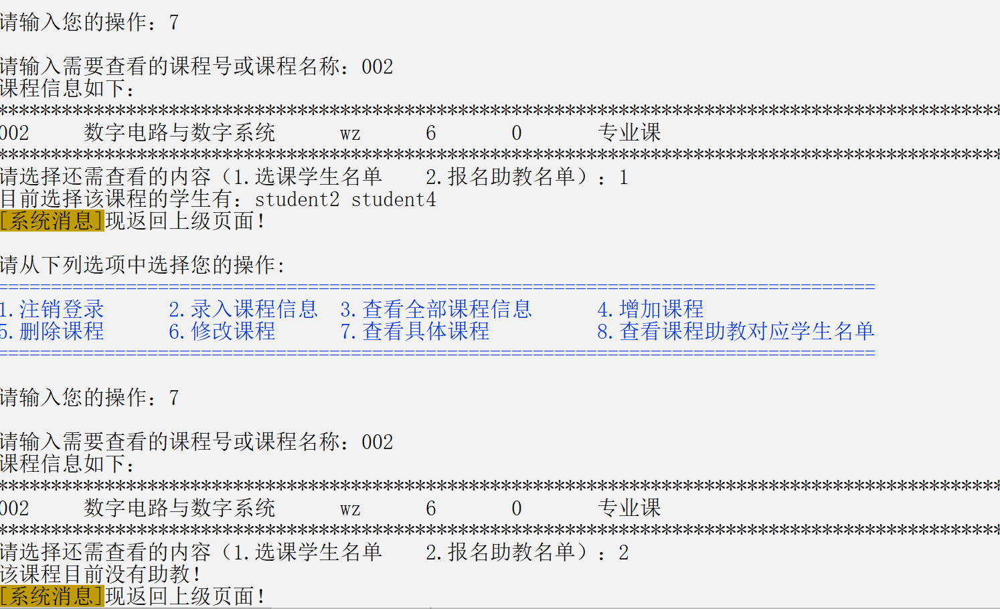 请输入您的操作：7
请输入需要查看的课程号或课程名称：002
课程信息如下：
**********************************************************************************************
002 数字电路与数字系统 wz 6 0 专业课
**********************************************************************************************
请选择还需查看的内容（1.选课学生名单 2.报名助教名单）：1
目前选择该课程的学生有：student2 student4
[系统消息]现返回上级页面！
请从下列选项中选择您的操作：
==================================================================================
1.注销登录 2.录入课程信息 3.查看全部课程信息 4.增加课程
5.删除课程 6.修改课程 7.查看具体课程 8.查看课程助教对应学生名单
==================================================================================
请输入您的操作：7
请输入需要查看的课程号或课程名称：002
课程信息如下：
**********************************************************************************************
002 数字电路与数字系统 wz 6 0 专业课
**********************************************************************************************
请选择还需查看的内容（1.选课学生名单 2.报名助教名单）：2
该课程目前没有助教！
[系统消息]现返回上级页面！